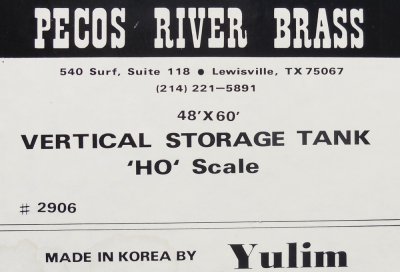 PECOS RIVER BRASS
540 Surf, Suite 118 ● Lewisville, TX 75067
(214) 221–5891
48'X60'
VERTICAL STORAGE TANK
'HO' Scale
# 2906
MADE IN KOREA BY Yulim